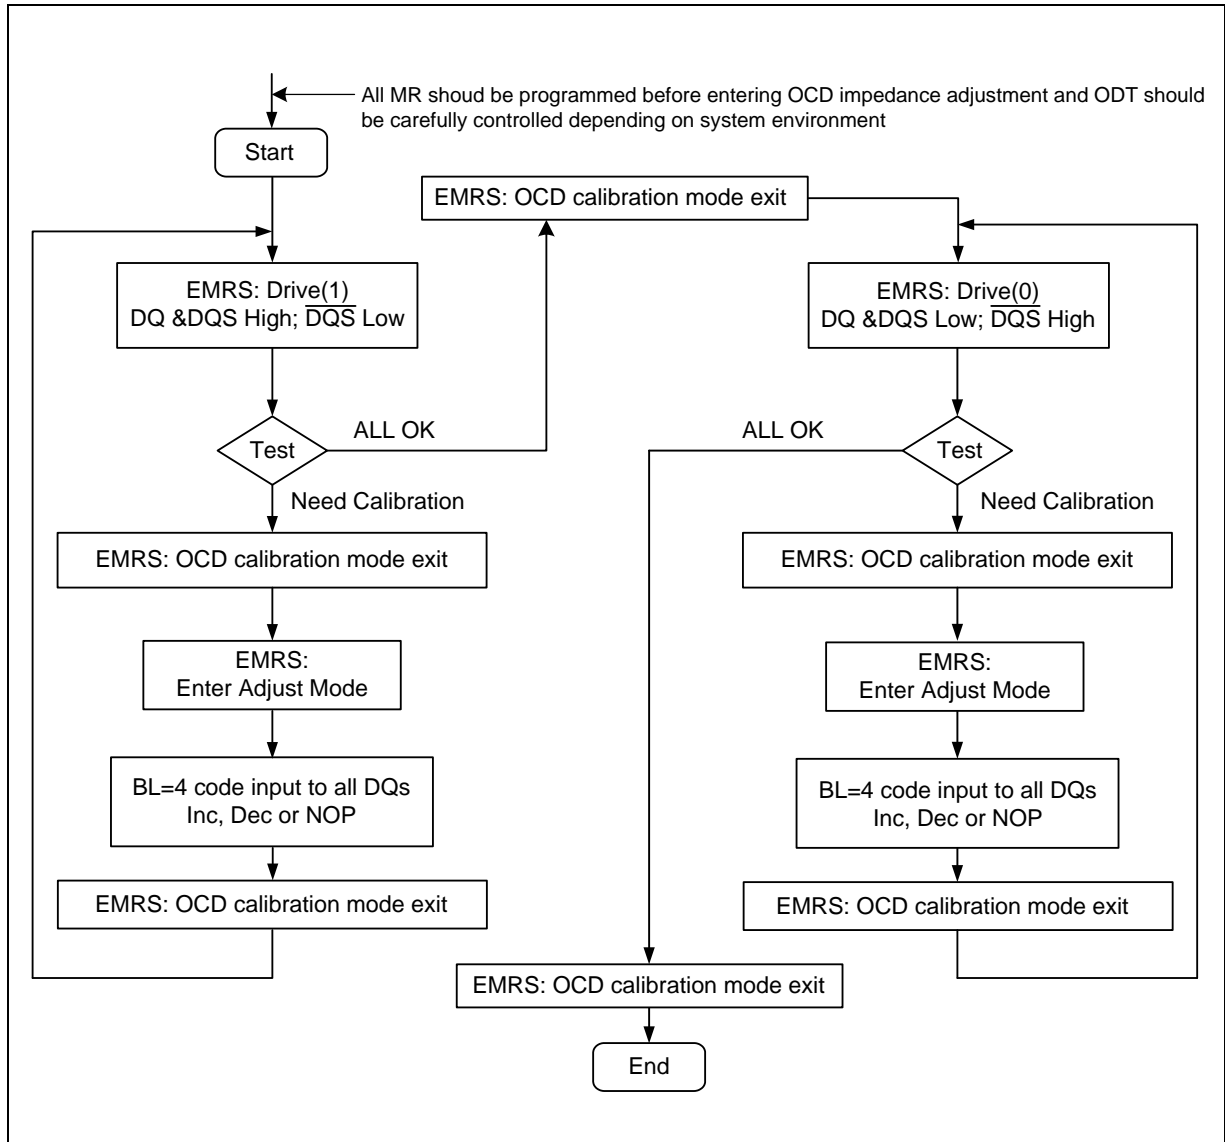 All MR shoud be programmed before entering OCD impedance adjustment and ODT should
be carefully controlled depending on system environment
Start
EMRS: OCD calibration mode exit
EMRS: Drive(1)
DQ &DQS High; D̅Q̅S̅ Low
Test
ALL OK
Need Calibration
EMRS: OCD calibration mode exit
EMRS:
Enter Adjust Mode
BL=4 code input to all DQs
Inc, Dec or NOP
EMRS: OCD calibration mode exit
EMRS: Drive(0)
DQ &DQS Low; D̅Q̅S̅ High
ALL OK
Test
Need Calibration
EMRS: OCD calibration mode exit
EMRS:
Enter Adjust Mode
BL=4 code input to all DQs
Inc, Dec or NOP
EMRS: OCD calibration mode exit
EMRS: OCD calibration mode exit
End